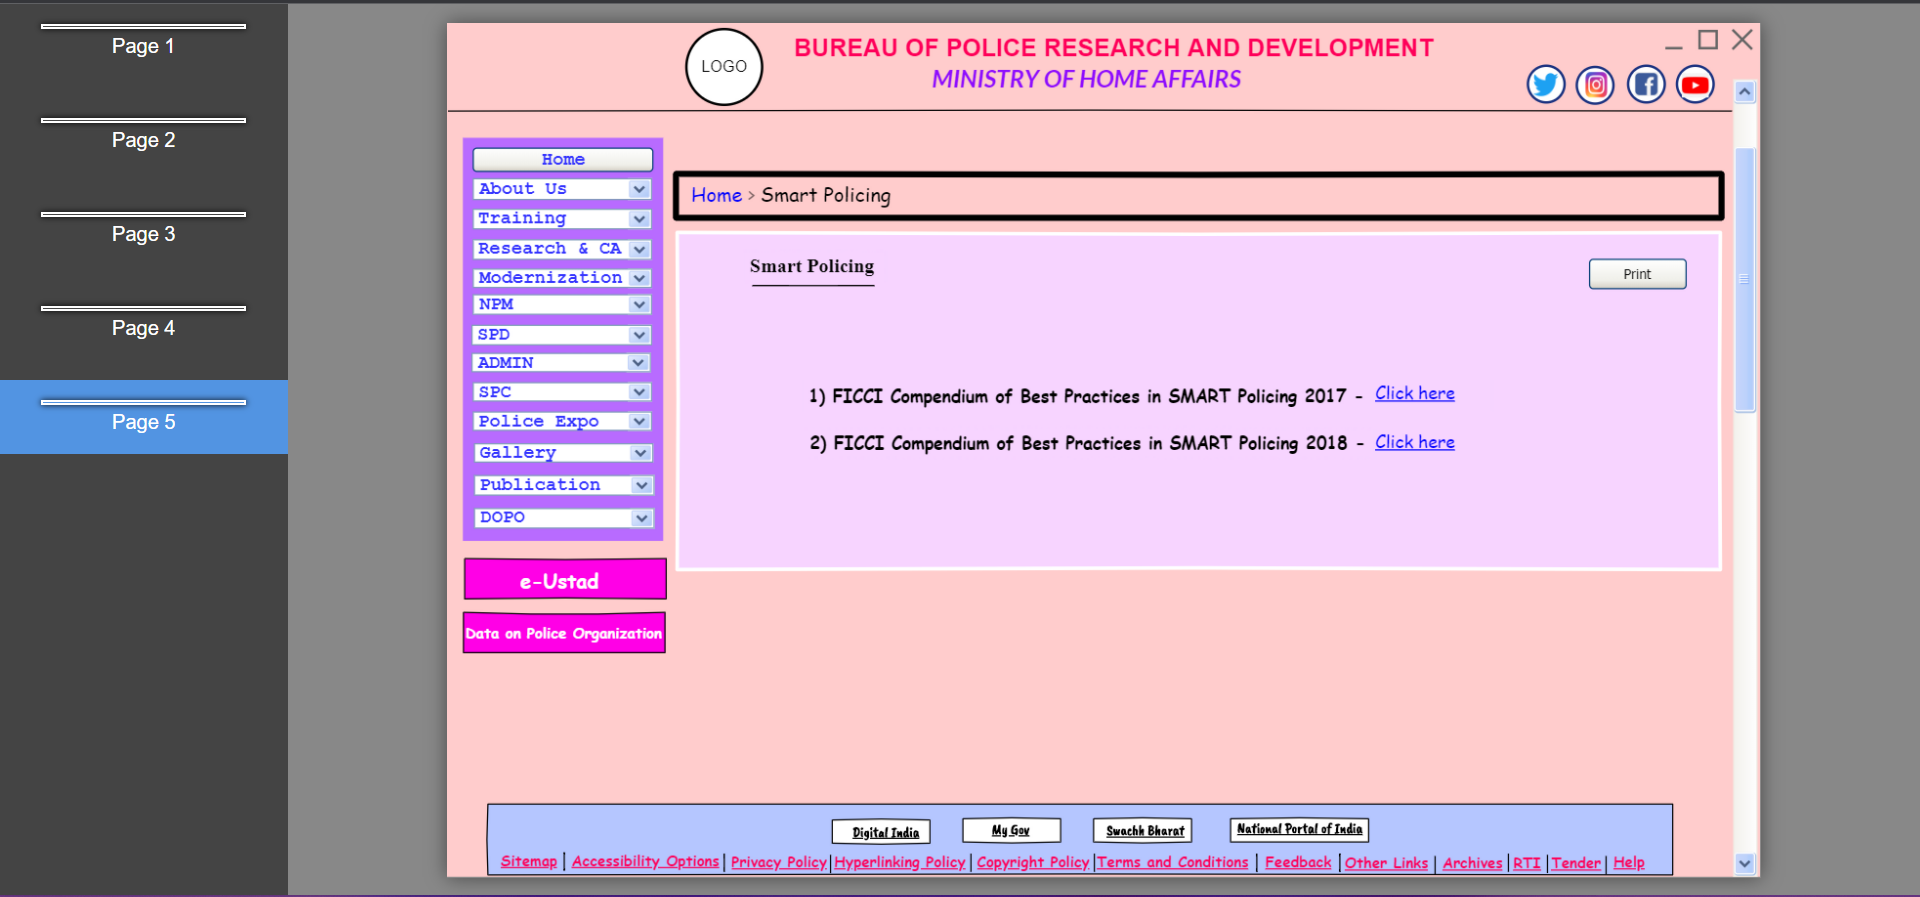 Page 1
Page 2
Page 3
Page 4
Page 5
LOGO
BUREAU OF POLICE RESEARCH AND DEVELOPMENT
MINISTRY OF HOME AFFAIRS
Home
About Us
Training
Research & CA
Modernization
NPM
SPD
ADMIN
SPC
Police Expo
Gallery
Publication
DOPO
e-Ustad
Data on Police Organization
Home > Smart Policing
Smart Policing
Print
1) FICCI Compendium of Best Practices in SMART Policing 2017 - Click here
2) FICCI Compendium of Best Practices in SMART Policing 2018 - Click here
Digital India My Gov Swachh Bharat National Portal of India
Sitemap | Accessibility Options | Privacy Policy | Hyperlinking Policy | Copyright Policy | Terms and Conditions | Feedback | Other Links | Archives | RTI | Tender | Help